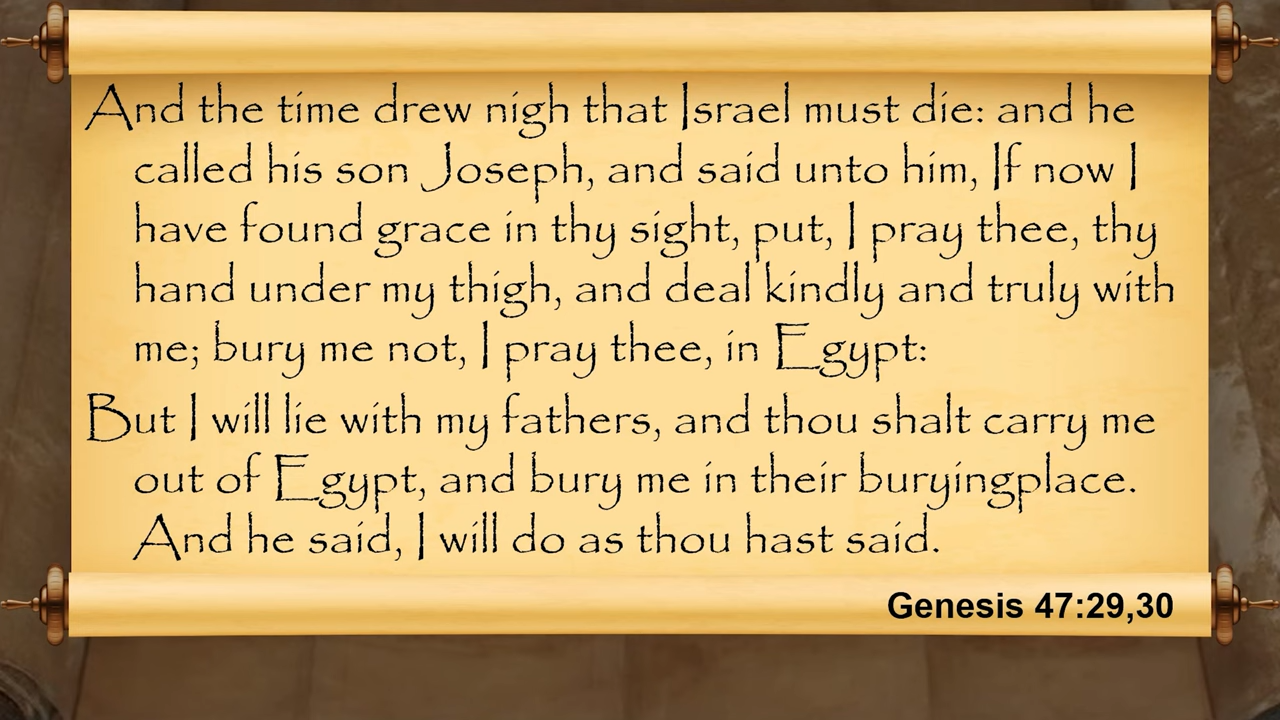 And the time drew nigh that Israel must die: and he
called his son Joseph, and said unto him, If now I
have found grace in thy sight, put, I pray thee, thy
hand under my thigh, and deal kindly and truly with
me; bury me not, I pray thee, in Egypt:
But I will lie with my fathers, and thou shalt carry me
out of Egypt, and bury me in their buryingplace.
And he said, I will do as thou hast said.
Genesis 47:29,30